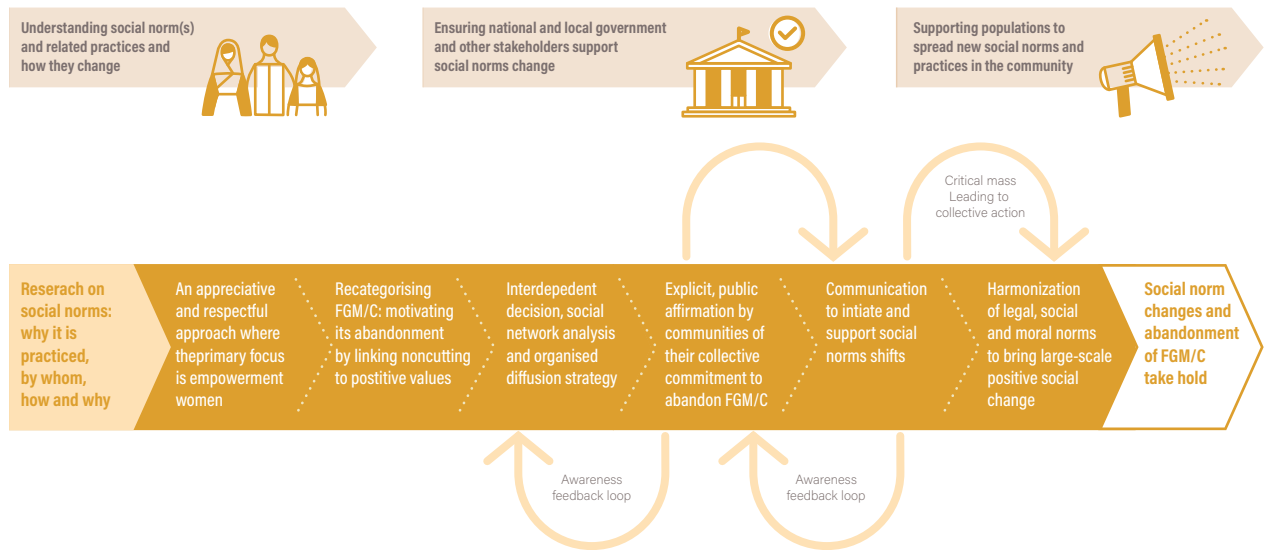 Understanding social norm(s)
and related practices and
how they change
Ensuring national and local government
and other stakeholders support
social norms change
Supporting populations to
spread new social norms and
practices in the community
Critical mass
Leading to
collective action
Reserach on
social norms:
why it is
practiced,
by whom,
how and why
An appreciative
and respectful
approach where
theprimary focus
is empowerment
women
Recategorising
FGM/C: motivating
its abandonment
by linking noncutting
to postitive values
Interdepedent
decision, social
network analysis
and organised
diffusion strategy
Explicit, public
affirmation by
communities of
their collective
commitment to
abandon FGM/C
Communication
to intiate and
support social
norms shifts
Harmonization
of legal, social
and moral norms
to bring large-scale
positive social
change
Social norm
changes and
abandonment
of FGM/C
take hold
Awareness
feedback loop
Awareness
feedback loop